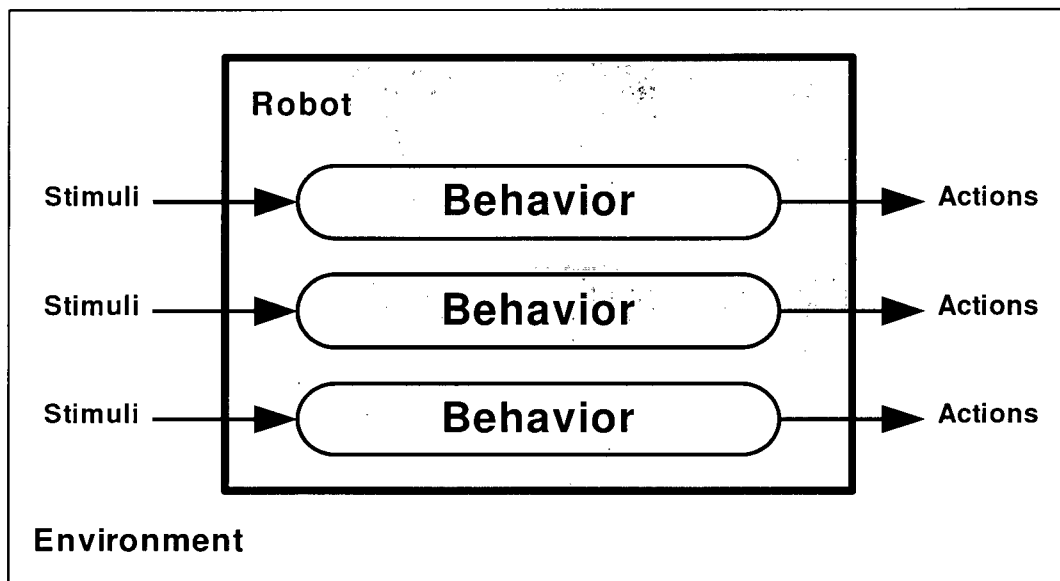 Robot
Stimuli Behavior Actions
Stimuli Behavior Actions
Stimuli Behavior Actions
Environment